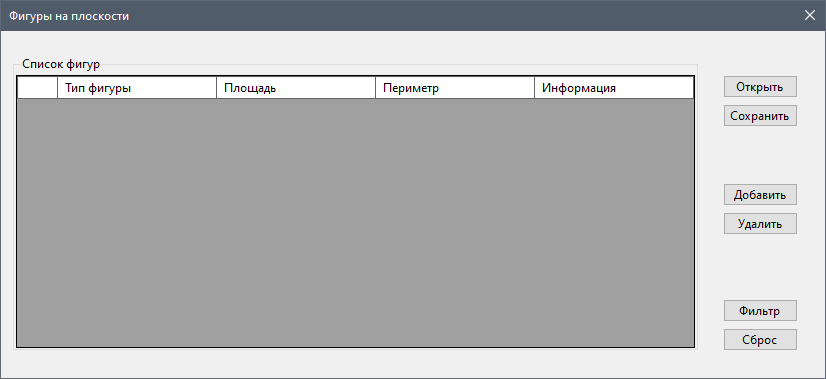 Фигуры на плоскости
Список фигур
Тип фигуры Площадь Периметр Информация
Открыть
Сохранить
Добавить
Удалить
Фильтр
Сброс